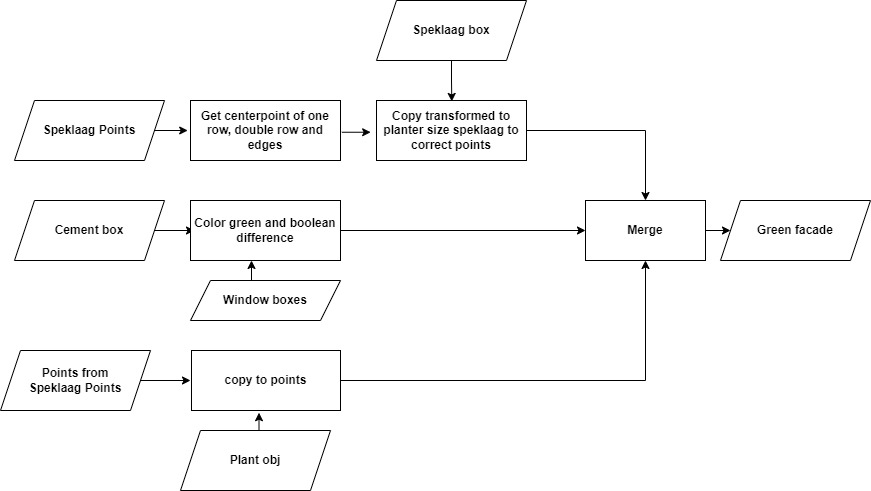 Speklaag box
Speklaag Points
Get centerpoint of one
row, double row and
edges
Copy transformed to
planter size speklaag to
correct points
Cement box
Color green and boolean
difference
Merge
Green facade
Window boxes
Points from
Speklaag Points
copy to points
Plant obj